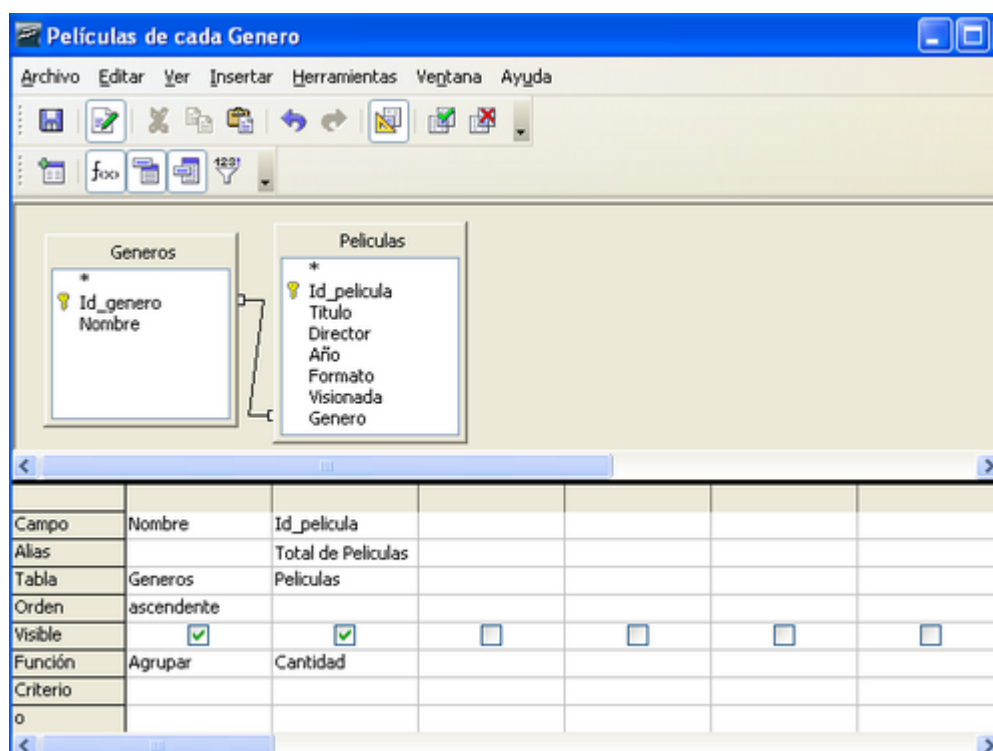 Películas de cada Genero
Archivo Editar Ver Insertar Herramientas Ventana Ayuda
f(x) 123!
Generos
*
Id_genero
Nombre
Peliculas
*
Id_pelicula
Titulo
Director
Año
Formato
Visionada
Genero
Campo Nombre Id_pelicula
Alias Total de Peliculas
Tabla Generos Peliculas
Orden ascendente
Visible
Función Agrupar Cantidad
Criterio
o